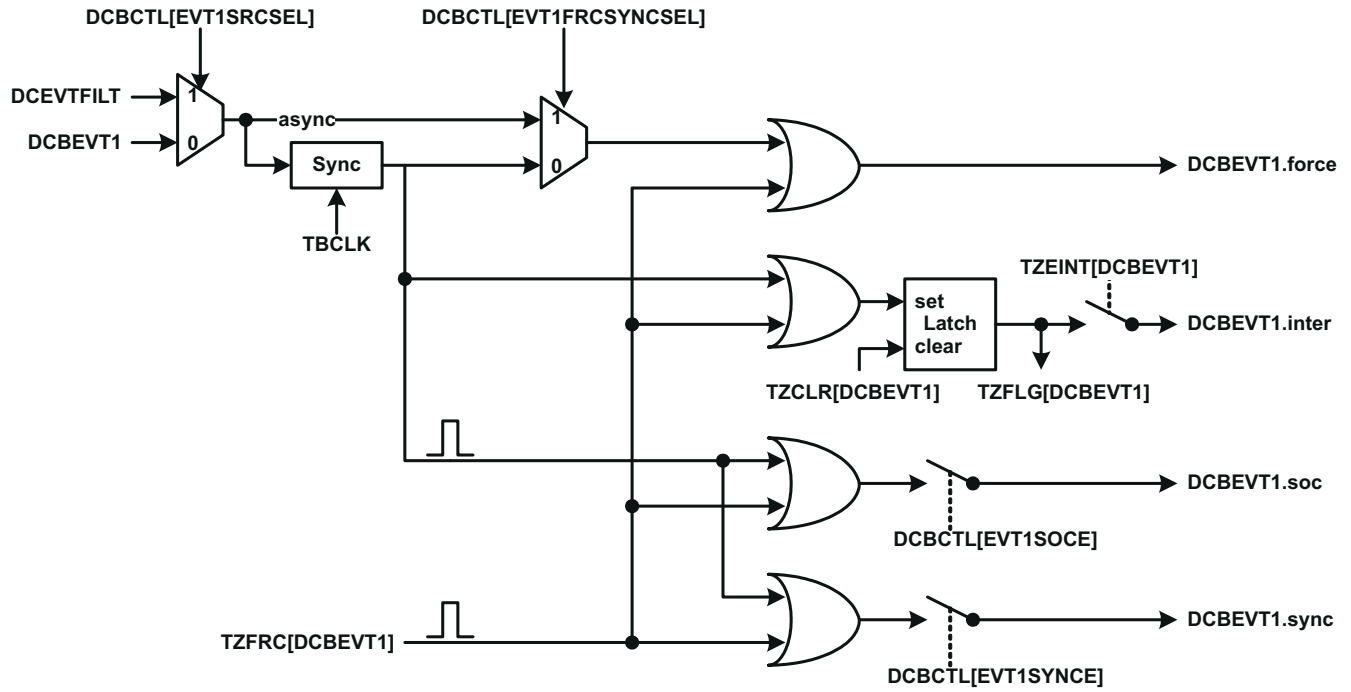 DCBCTL[EVT1SRCSEL]
DCBCTL[EVT1FRCSYNCSEL]
DCEVTFILT
1
async
1
DCBEVT1
0
Sync
0
DCBEVT1.force
TBCLK
TZEINT[DCBEVT1]
set
Latch
clear
DCBEVT1.inter
TZCLR[DCBEVT1]
TZFLG[DCBEVT1]
DCBEVT1.soc
DCBCTL[EVT1SOCE]
TZFRC[DCBEVT1]
DCBEVT1.sync
DCBCTL[EVT1SYNCE]